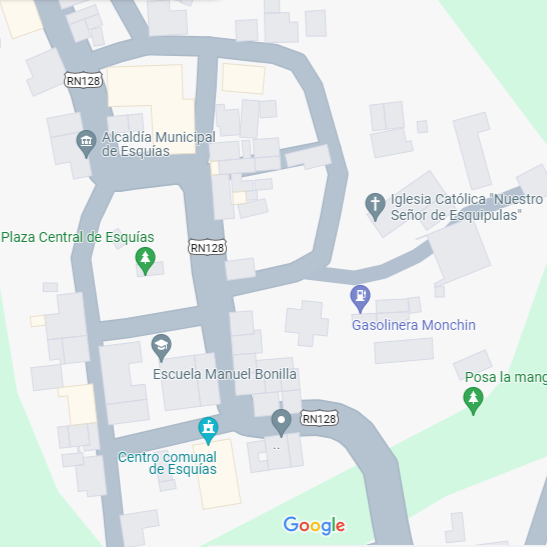 RN128
Alcaldía Municipal
de Esquías
Iglesia Católica "Nuestro
Señor de Esquipulas"
Plaza Central de Esquías
RN128
Gasolinera Monchin
Escuela Manuel Bonilla
Posa la mang
RN128
Centro comunal
de Esquías
..
Google